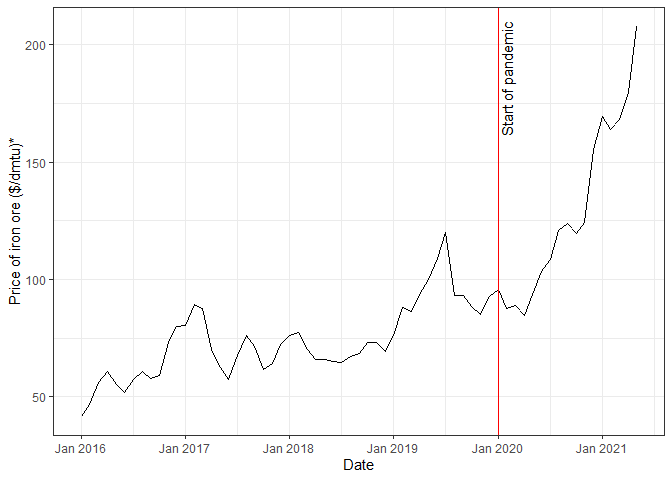 Start of pandemic
200
150
100
50
Price of iron ore ($/dmtu)*
Jan 2016 Jan 2017 Jan 2018 Jan 2019 Jan 2020 Jan 2021
Date